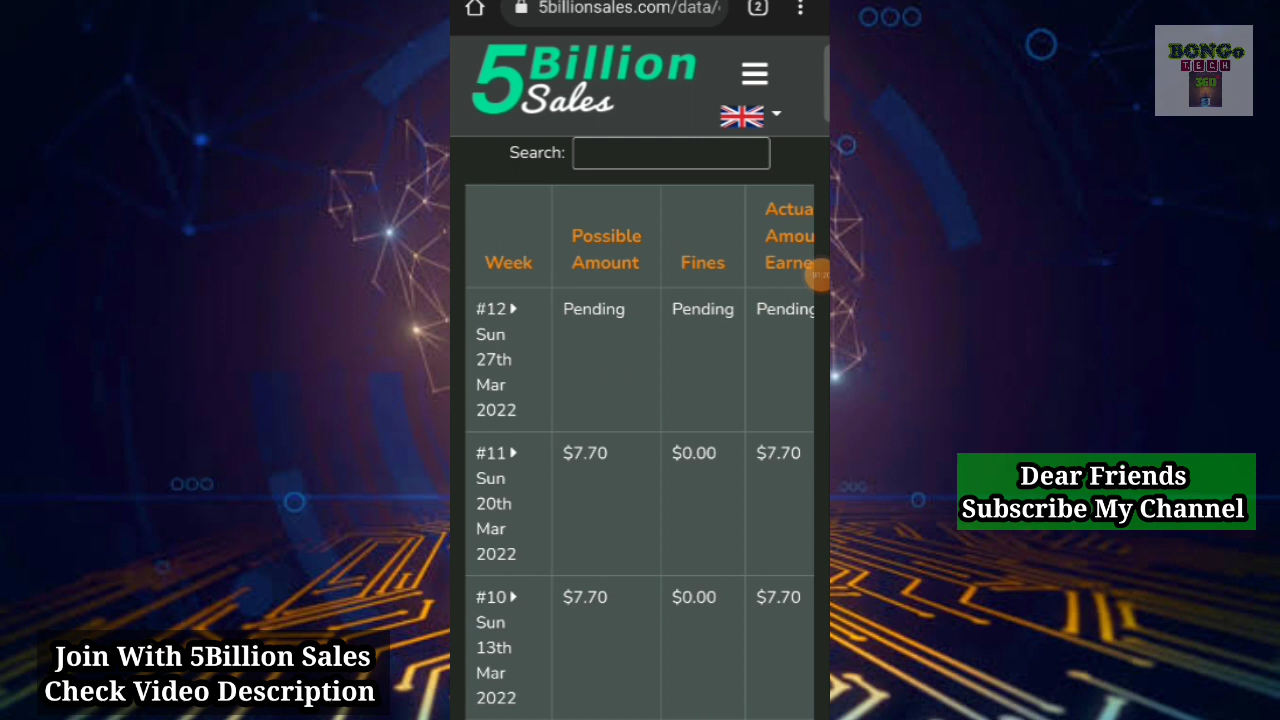 5billionsales.com/data/
2
5Billion
Sales
Search:
Week
Possible
Amount
Fines
Actua
Amou
Earne
#12
Sun
27th
Mar
2022
Pending
Pending
Pending
#11
Sun
20th
Mar
2022
$7.70
$0.00
$7.70
#10
Sun
13th
Mar
2022
$7.70
$0.00
$7.70
BONGo
TECH
360
Dear Friends
Subscribe My Channel
Join With 5Billion Sales
Check Video Description